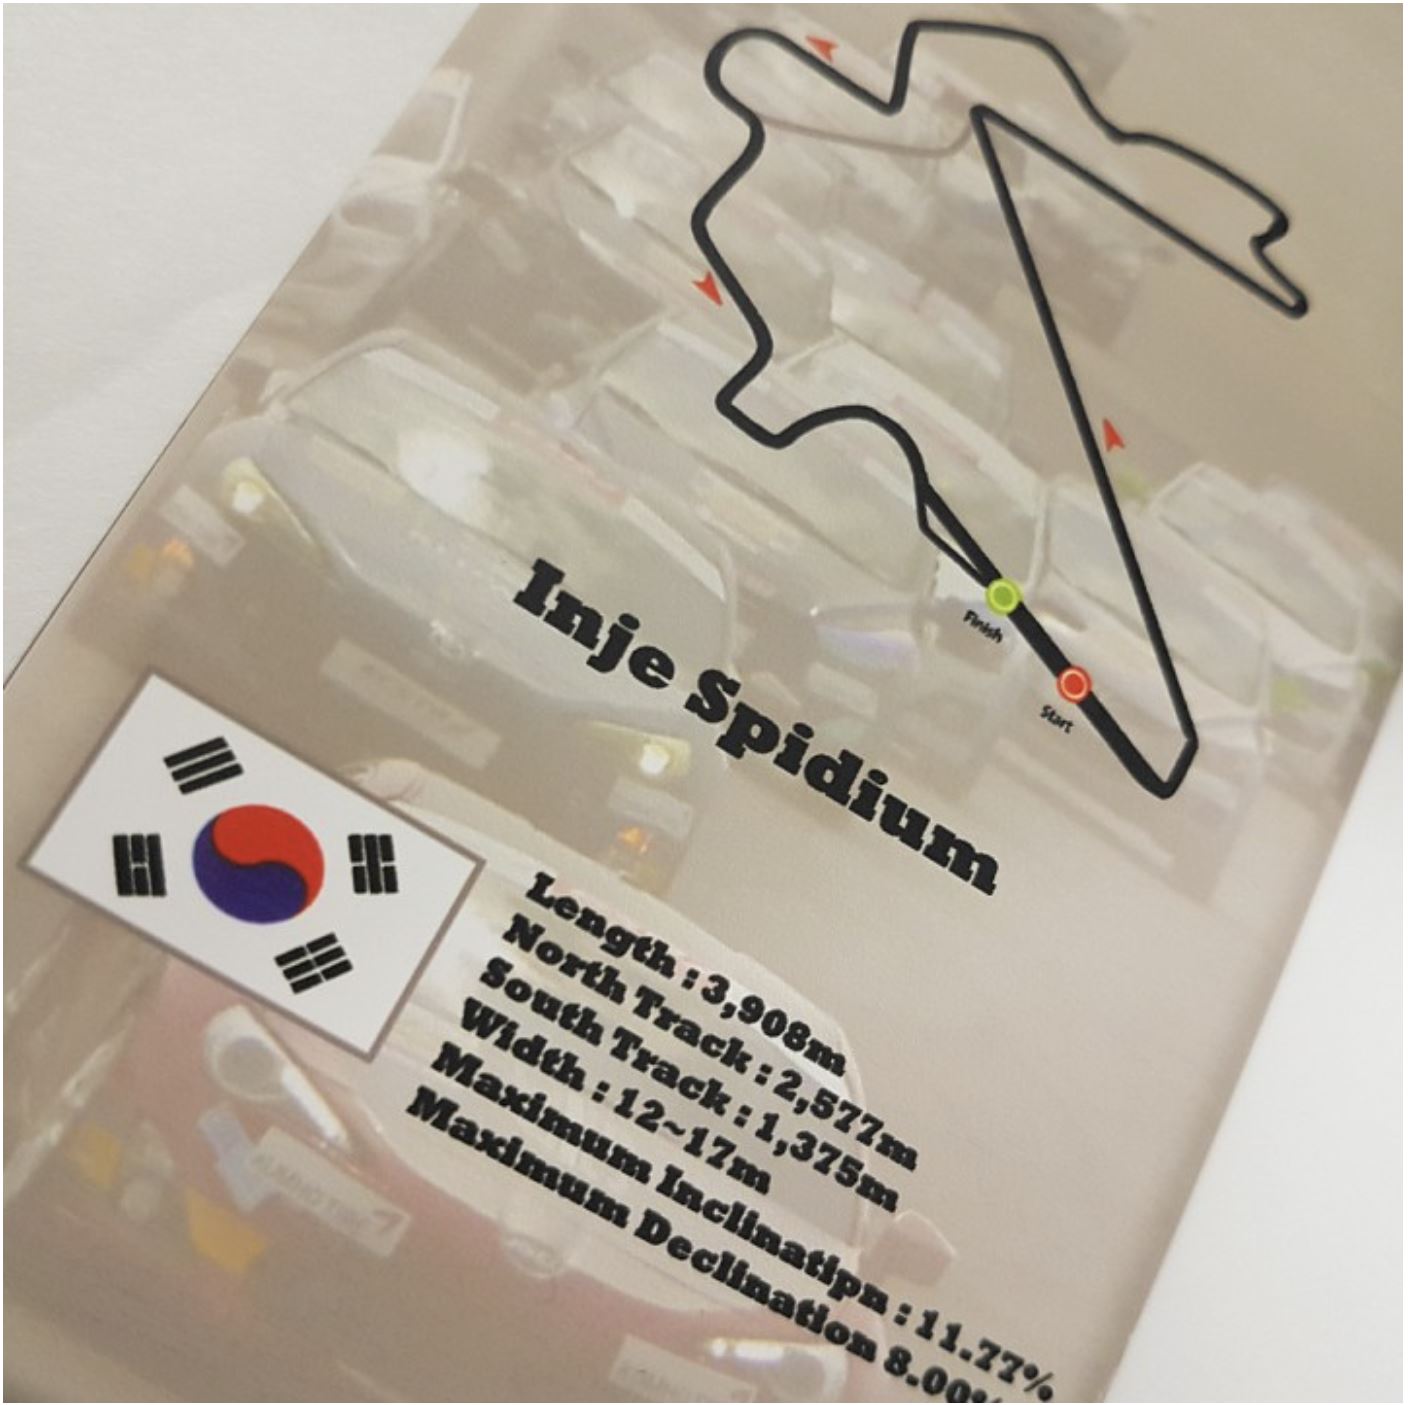 Finish
Start
Inje Spidium
Length : 3,908m
North Track : 2,577m
South Track : 1,375m
Width : 12~17m
Maximum Inclinatipn : 11.77%
Maximum Declination 8.00%